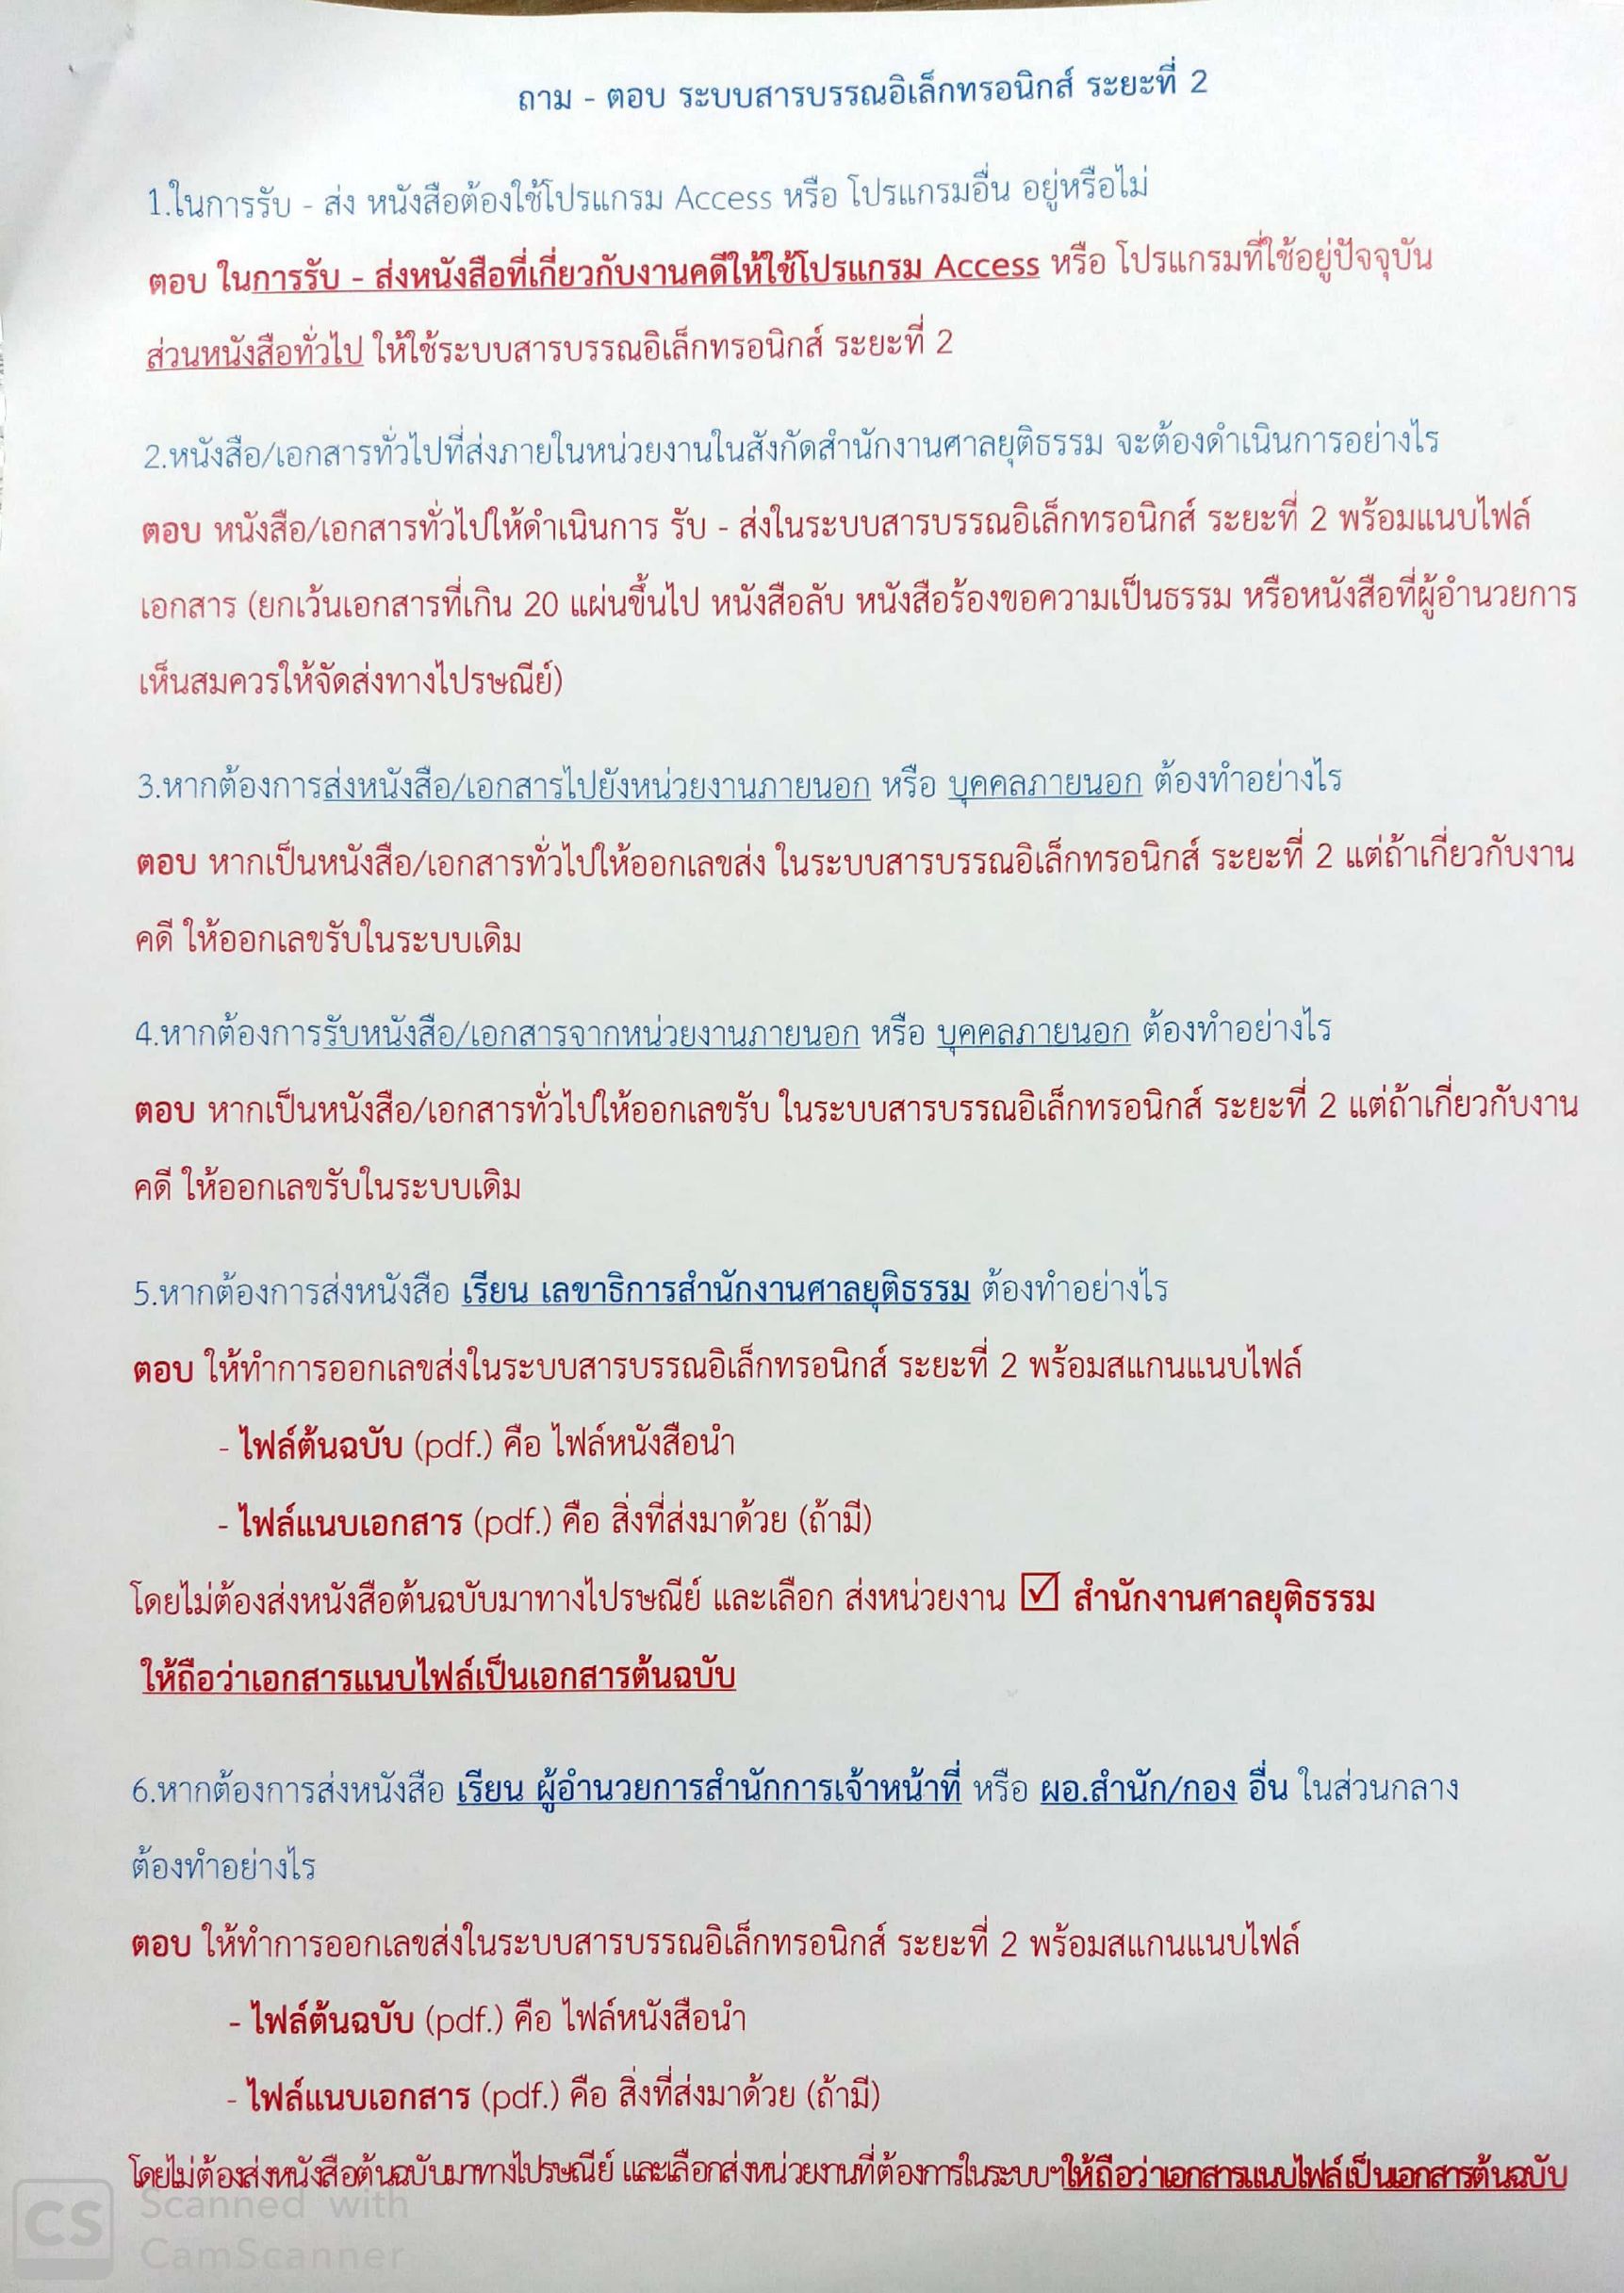 ถาม - ตอบ ระบบสารบรรณอิเล็กทรอนิกส์ ระยะที่ 2
1.ในการรับ - ส่ง หนังสือต้องใช้โปรแกรม Access หรือ โปรแกรมอื่น อยู่หรือไม่
ตอบ ในการรับ - ส่งหนังสือที่เกี่ยวกับงานคดีให้ใช้โปรแกรม Access หรือ โปรแกรมที่ใช้อยู่ปัจจุบัน
ส่วนหนังสือทั่วไป ให้ใช้ระบบสารบรรณอิเล็กทรอนิกส์ ระยะที่ 2
2.หนังสือ/เอกสารทั่วไปที่ส่งภายในหน่วยงานในสังกัดสำนักงานศาลยุติธรรม จะต้องดำเนินการอย่างไร
ตอบ หนังสือ/เอกสารทั่วไปให้ดำเนินการ รับ - ส่งในระบบสารบรรณอิเล็กทรอนิกส์ ระยะที่ 2 พร้อมแนบไฟล์
เอกสาร (ยกเว้นเอกสารที่เกิน 20 แผ่นขึ้นไป หนังสือลับ หนังสือร้องขอความเป็นธรรม หรือหนังสือที่ผู้อำนวยการ
เห็นสมควรให้จัดส่งทางไปรษณีย์)
3.หากต้องการส่งหนังสือ/เอกสารไปยังหน่วยงานภายนอก หรือ บุคคลภายนอก ต้องทำอย่างไร
ตอบ หากเป็นหนังสือ/เอกสารทั่วไปให้ออกเลขส่ง ในระบบสารบรรณอิเล็กทรอนิกส์ ระยะที่ 2 แต่ถ้าเกี่ยวกับงาน
คดี ให้ออกเลขรับในระบบเดิม
4.หากต้องการรับหนังสือ/เอกสารจากหน่วยงานภายนอก หรือ บุคคลภายนอก ต้องทำอย่างไร
ตอบ หากเป็นหนังสือ/เอกสารทั่วไปให้ออกเลขรับ ในระบบสารบรรณอิเล็กทรอนิกส์ ระยะที่ 2 แต่ถ้าเกี่ยวกับงาน
คดี ให้ออกเลขรับในระบบเดิม
5.หากต้องการส่งหนังสือ เรียน เลขาธิการสำนักงานศาลยุติธรรม ต้องทำอย่างไร
ตอบ ให้ทำการออกเลขส่งในระบบสารบรรณอิเล็กทรอนิกส์ ระยะที่ 2 พร้อมสแกนแนบไฟล์
- ไฟล์ต้นฉบับ (pdf.) คือ ไฟล์หนังสือนำ
- ไฟล์แนบเอกสาร (pdf.) คือ สิ่งที่ส่งมาด้วย (ถ้ามี)
โดยไม่ต้องส่งหนังสือต้นฉบับมาทางไปรษณีย์ และเลือก ส่งหน่วยงาน ☑ สำนักงานศาลยุติธรรม
ให้ถือว่าเอกสารแนบไฟล์เป็นเอกสารต้นฉบับ
6.หากต้องการส่งหนังสือ เรียน ผู้อำนวยการสำนักการเจ้าหน้าที่ หรือ ผอ.สำนัก/กอง อื่น ในส่วนกลาง
ต้องทำอย่างไร
ตอบ ให้ทำการออกเลขส่งในระบบสารบรรณอิเล็กทรอนิกส์ ระยะที่ 2 พร้อมสแกนแนบไฟล์
- ไฟล์ต้นฉบับ (pdf.) คือ ไฟล์หนังสือนำ
- ไฟล์แนบเอกสาร (pdf.) คือ สิ่งที่ส่งมาด้วย (ถ้ามี)
โดยไม่ต้องส่งหนังสือต้นฉบับมาทางไปรษณีย์ และเลือกส่งหน่วยงานที่ต้องการในระบบฯให้ถือว่าเอกสารแนบไฟล์เป็นเอกสารต้นฉบับ
CS Scanned with
CamScanner